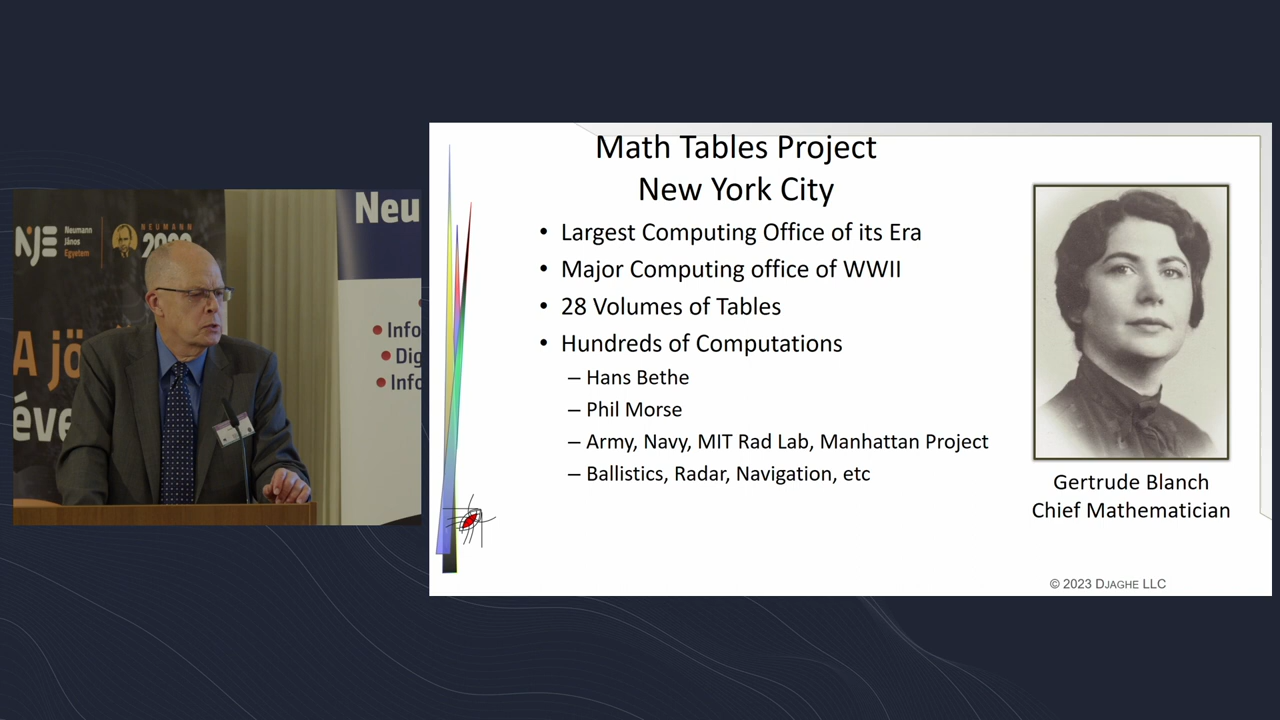 NJE
Neumann
János
Egyetem
NEUMANN
A jö
éve
Neu
Info
Dig
Info
Math Tables Project
New York City
• Largest Computing Office of its Era
• Major Computing office of WWII
• 28 Volumes of Tables
• Hundreds of Computations
– Hans Bethe
– Phil Morse
– Army, Navy, MIT Rad Lab, Manhattan Project
– Ballistics, Radar, Navigation, etc
Gertrude Blanch
Chief Mathematician
© 2023 DJAGHE LLC